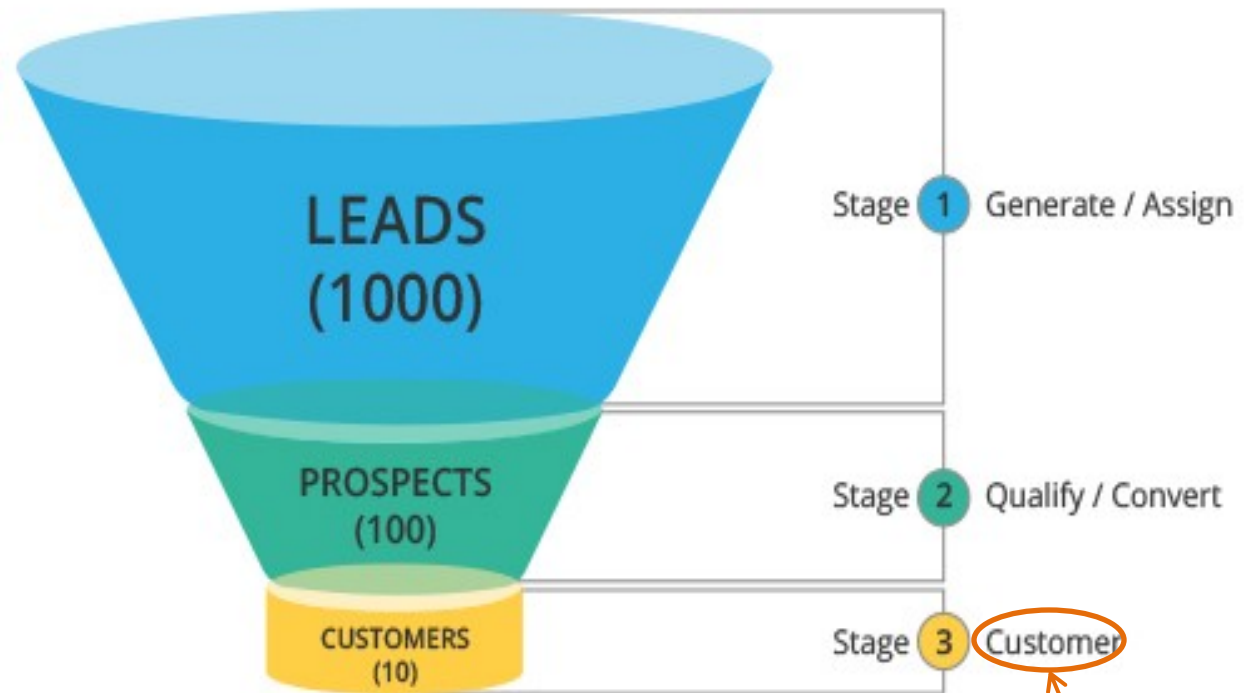 LEADS
(1000)
Stage 1 Generate / Assign
PROSPECTS
(100)
Stage 2 Qualify / Convert
CUSTOMERS
(10)
Stage 3 Customer